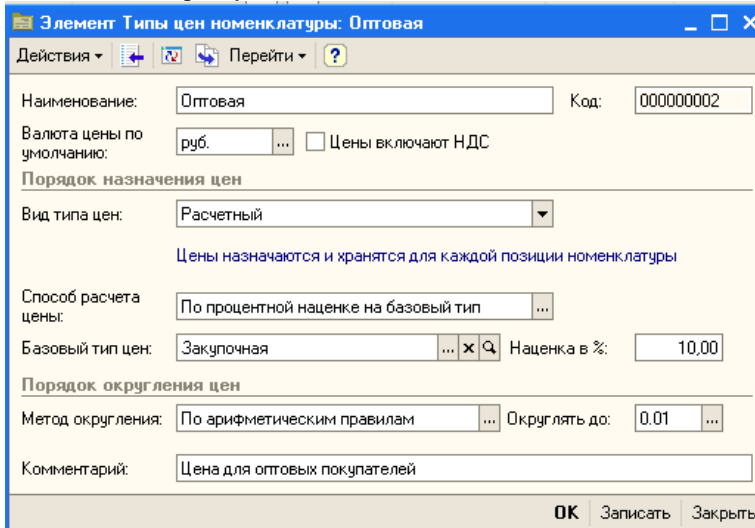 Элемент Типы цен номенклатуры: Оптовая
Действия Перейти ?
Наименование: Оптовая Код: 000000002
Валюта цены по умолчанию: руб. ... Цены включают НДС
Порядок назначения цен
Вид типа цен: Расчетный
Цены назначаются и хранятся для каждой позиции номенклатуры
Способ расчета цены: По процентной наценке на базовый тип ...
Базовый тип цен: Закупочная ... x Наценка в %: 10,00
Порядок округления цен
Метод округления: По арифметическим правилам ... Округлять до: 0.01 ...
Комментарий: Цена для оптовых покупателей
OK Записать Закрыть